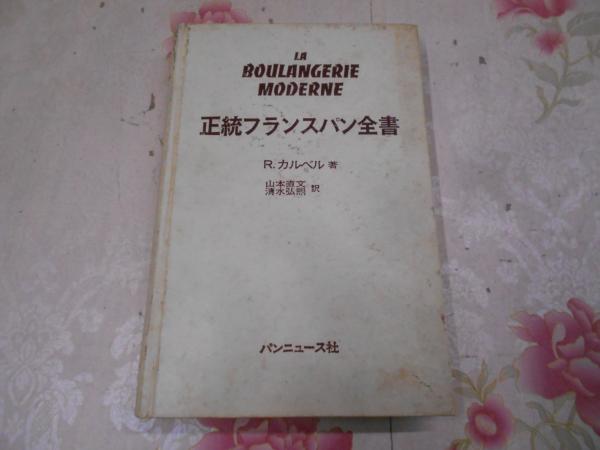 LA
BOULANGERIE
MODERNE
正統フランスパン全書
R.カルベル 著
山本直文
清水弘熙 訳
パンニュース社